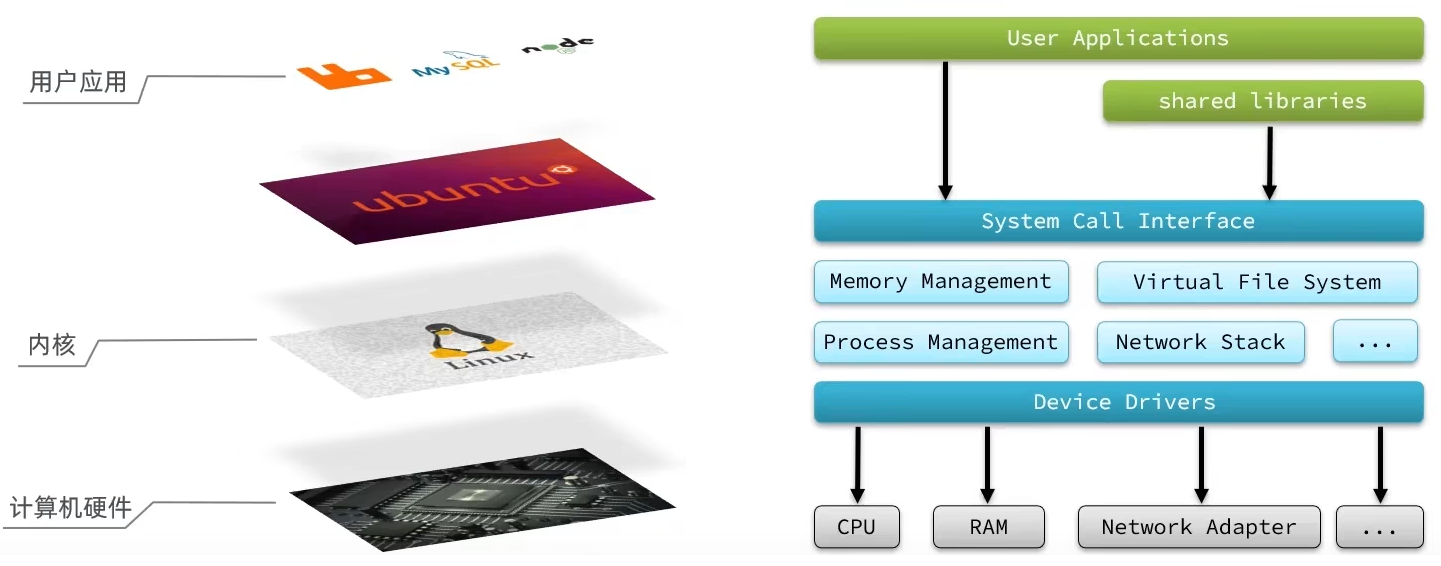 用户应用
MySQL
node
JS
ubuntu
内核
Linux
计算机硬件
User Applications
shared libraries
System Call Interface
Memory Management
Virtual File System
Process Management
Network Stack
...
Device Drivers
CPU
RAM
Network Adapter
...